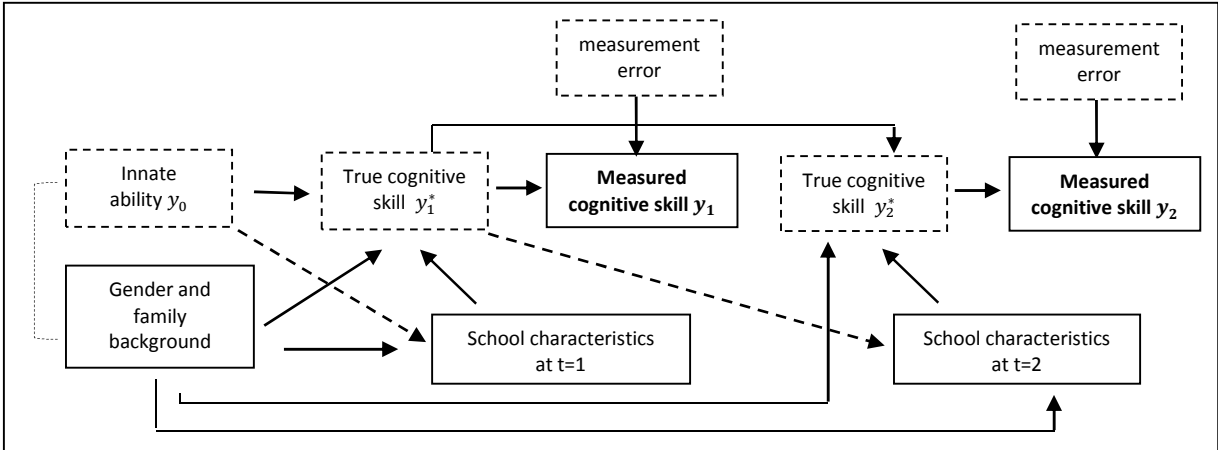 measurement
error
measurement
error
Innate
ability y₀
True cognitive
skill y₁*
Measured
cognitive skill y₁
True cognitive
skill y₂*
Measured
cognitive skill y₂
Gender and
family
background
School characteristics
at t=1
School characteristics
at t=2